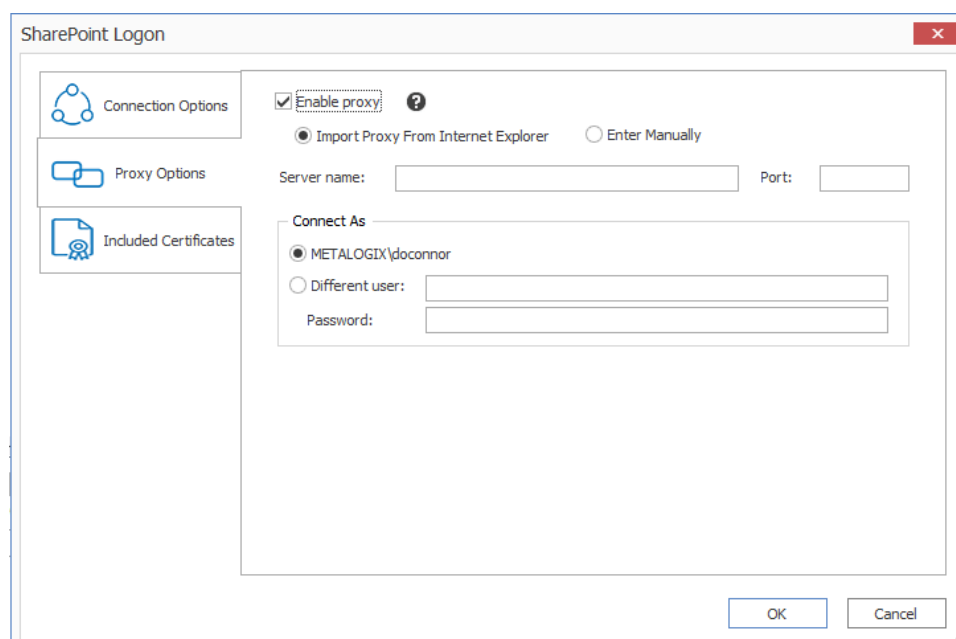 SharePoint Logon
Connection Options
Enable proxy ?
Import Proxy From Internet Explorer Enter Manually
Proxy Options
Server name: Port:
Included Certificates
Connect As
METALOGIX\doconnor
Different user:
Password:
OK Cancel